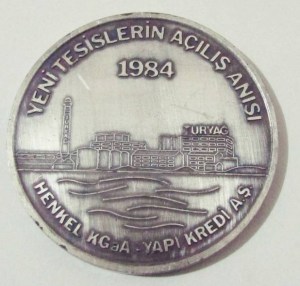 YENİ TESİSLERİN AÇILIŞ ANISI
1984
TURYAĞ
HENKEL KGaA - YAPI KREDİ A.Ş.